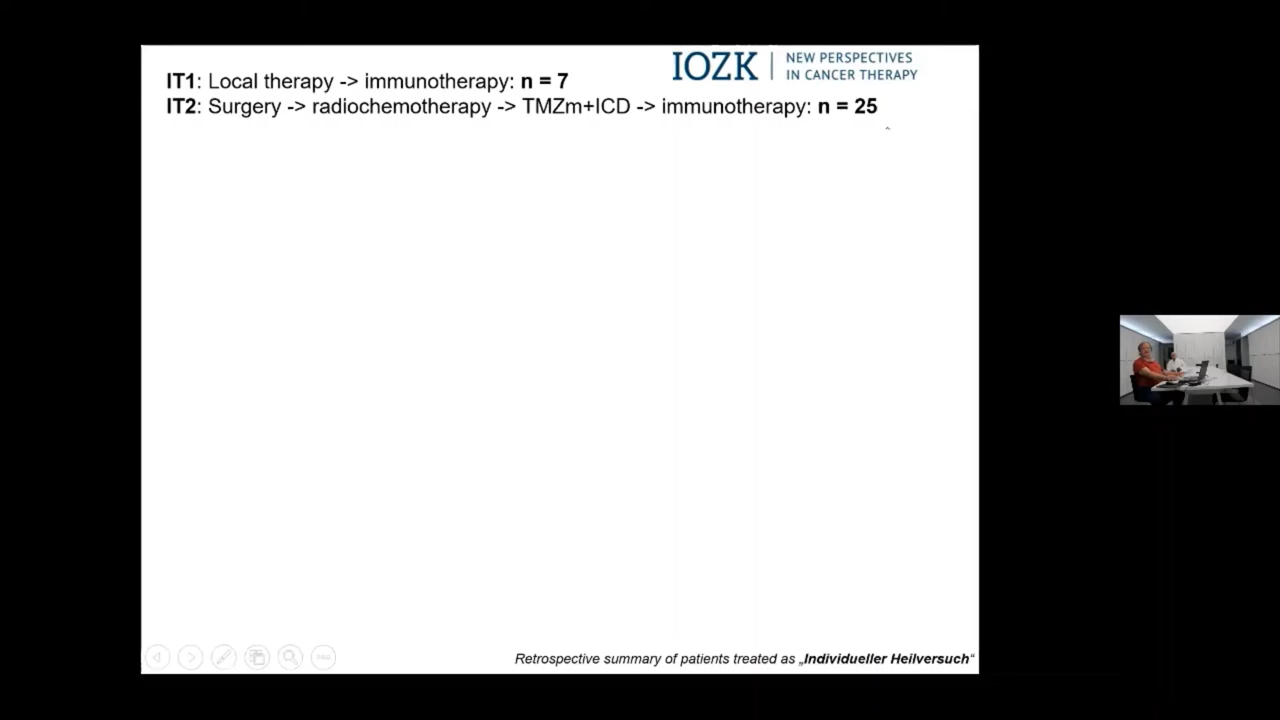 IOZK | NEW PERSPECTIVES
IN CANCER THERAPY
IT1: Local therapy -> immunotherapy: n = 7
IT2: Surgery -> radiochemotherapy -> TMZm+ICD -> immunotherapy: n = 25
Retrospective summary of patients treated as „Individueller Heilversuch“